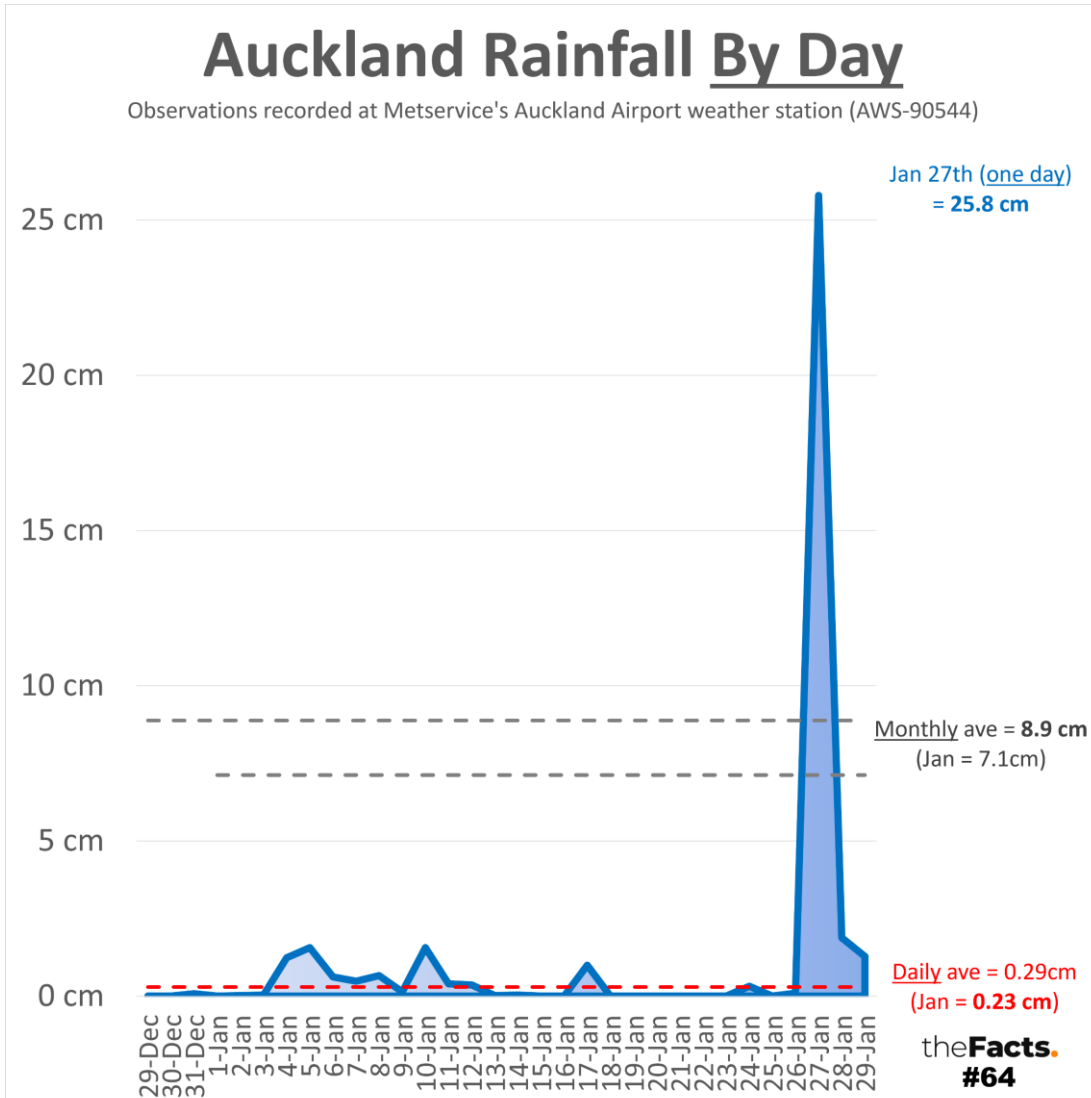 Auckland Rainfall By Day
Observations recorded at Metservice's Auckland Airport weather station (AWS-90544)
Jan 27th (one day)
= 25.8 cm
25 cm
20 cm
15 cm
10 cm
Monthly ave = 8.9 cm
(Jan = 7.1cm)
5 cm
Daily ave = 0.29cm
(Jan = 0.23 cm)
0 cm
29-Dec
30-Dec
31-Dec
1-Jan
2-Jan
3-Jan
4-Jan
5-Jan
6-Jan
7-Jan
8-Jan
9-Jan
10-Jan
11-Jan
12-Jan
13-Jan
14-Jan
15-Jan
16-Jan
17-Jan
18-Jan
19-Jan
20-Jan
21-Jan
22-Jan
23-Jan
24-Jan
25-Jan
26-Jan
27-Jan
28-Jan
29-Jan
theFacts.
#64